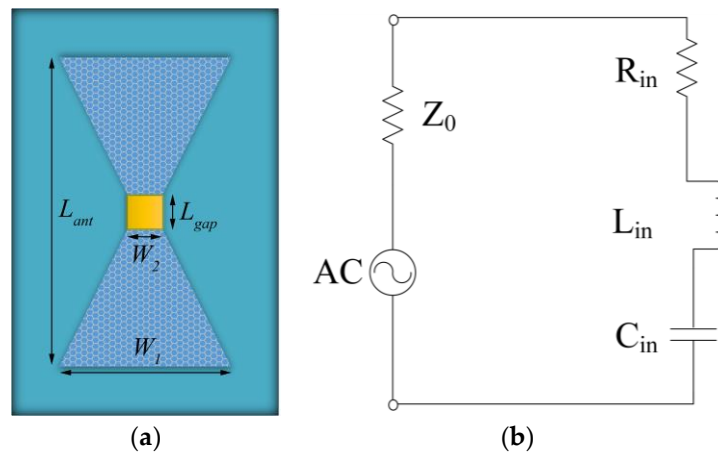 L_ant
L_gap
W_2
W_1
(a)
Z_0
AC
R_in
L_in
C_in
(b)